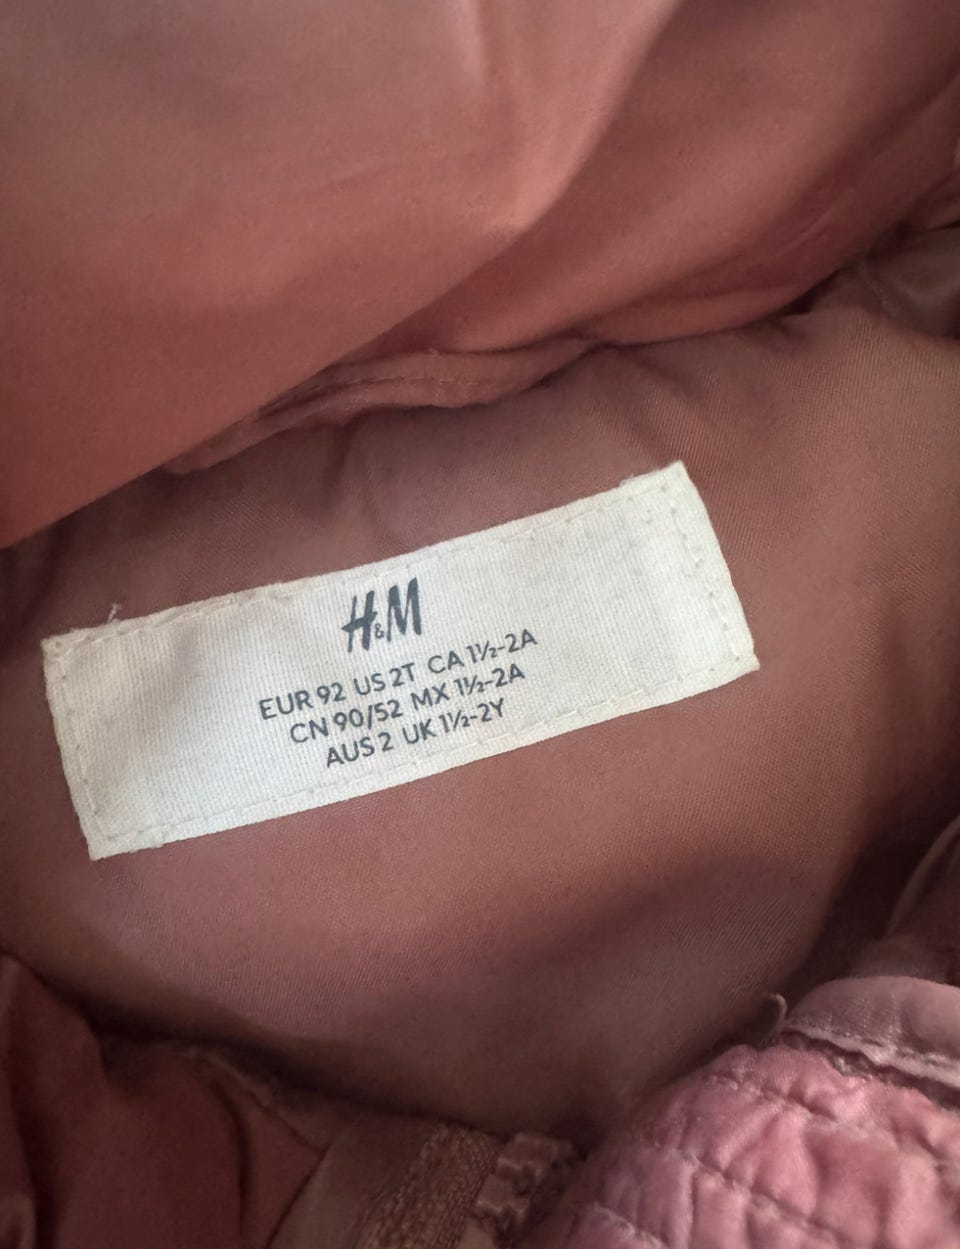 H&M
EUR 92 US 2T CA 1½-2A
CN 90/52 MX 1½-2A
AUS 2 UK 1½-2Y